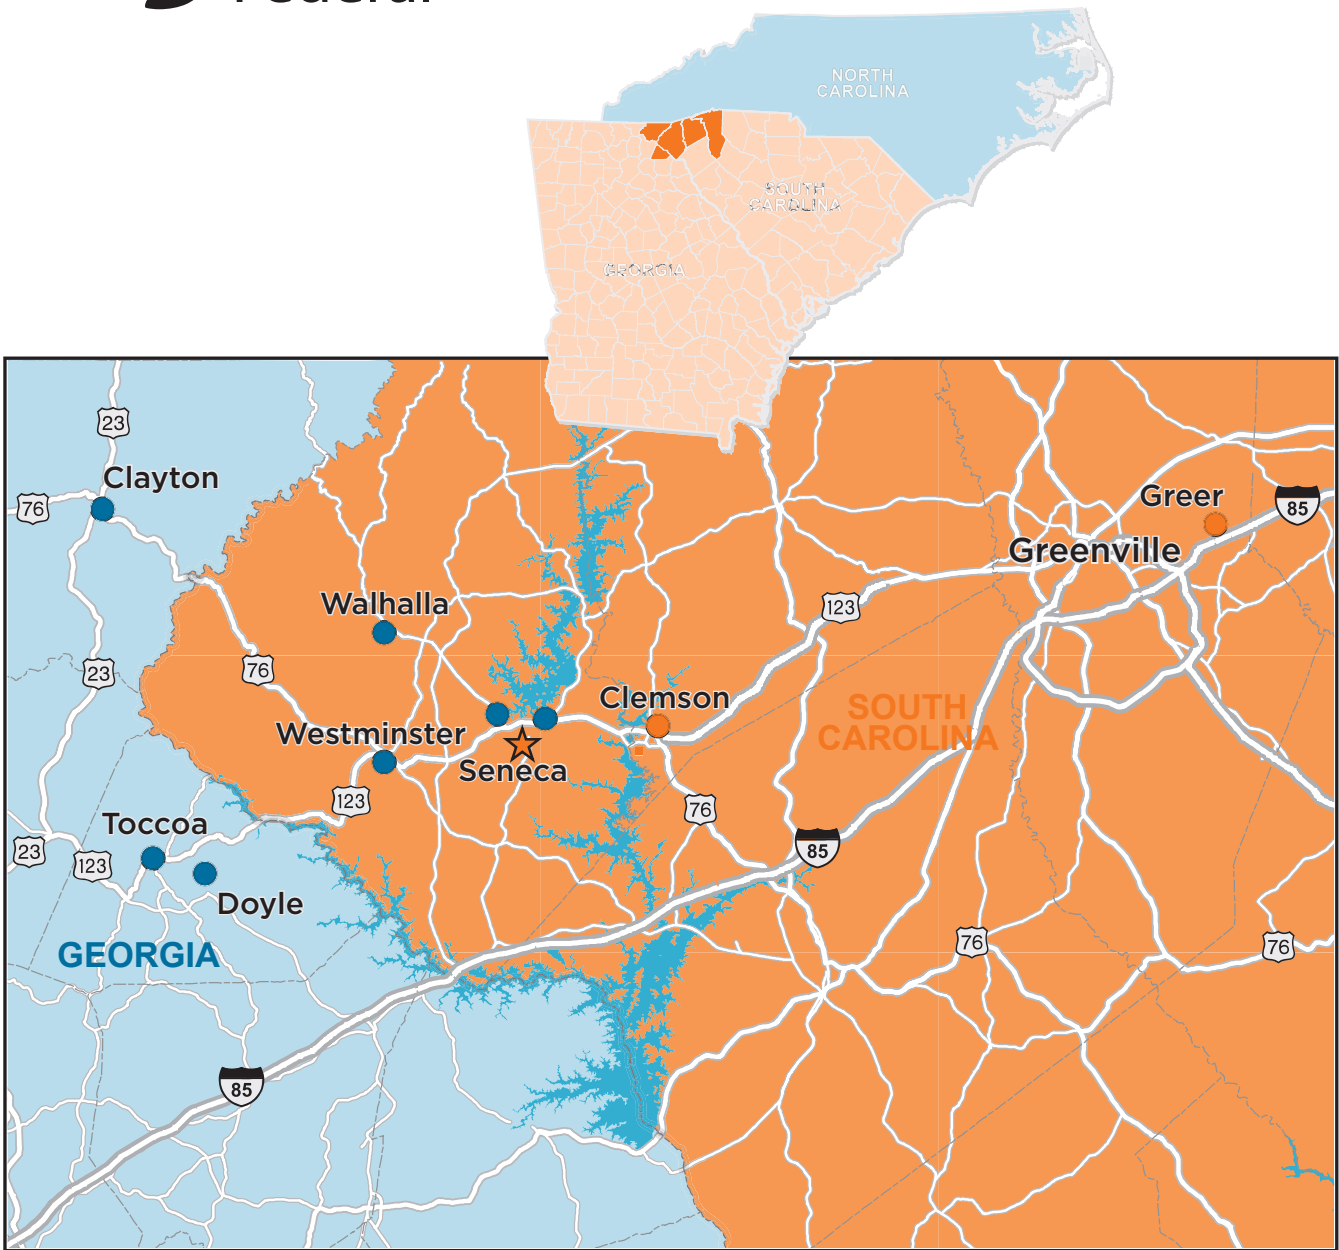 Federal
NORTH
CAROLINA
SOUTH
CAROLINA
GEORGIA
23
Clayton
76
Greer
85
Greenville
Walhalla
123
23
76
Clemson
SOUTH
CAROLINA
Westminster
Seneca
123
76
Toccoa
23
123
85
Doyle
GEORGIA
76
76
85